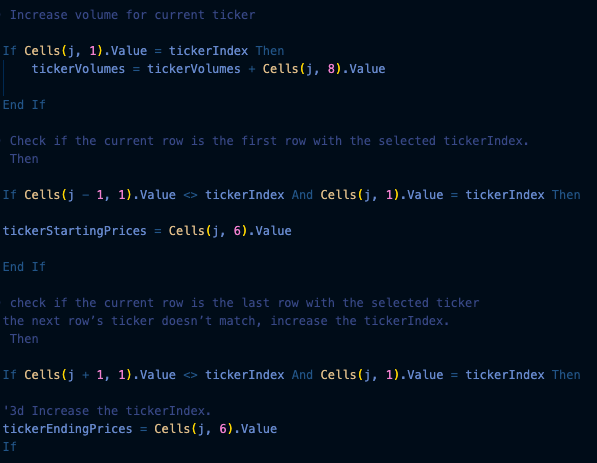 Increase volume for current ticker
If Cells(j, 1).Value = tickerIndex Then
tickerVolumes = tickerVolumes + Cells(j, 8).Value
End If
Check if the current row is the first row with the selected tickerIndex.
Then
If Cells(j - 1, 1).Value <> tickerIndex And Cells(j, 1).Value = tickerIndex Then
tickerStartingPrices = Cells(j, 6).Value
End If
check if the current row is the last row with the selected ticker
the next row’s ticker doesn’t match, increase the tickerIndex.
Then
If Cells(j + 1, 1).Value <> tickerIndex And Cells(j, 1).Value = tickerIndex Then
'3d Increase the tickerIndex.
tickerEndingPrices = Cells(j, 6).Value
If